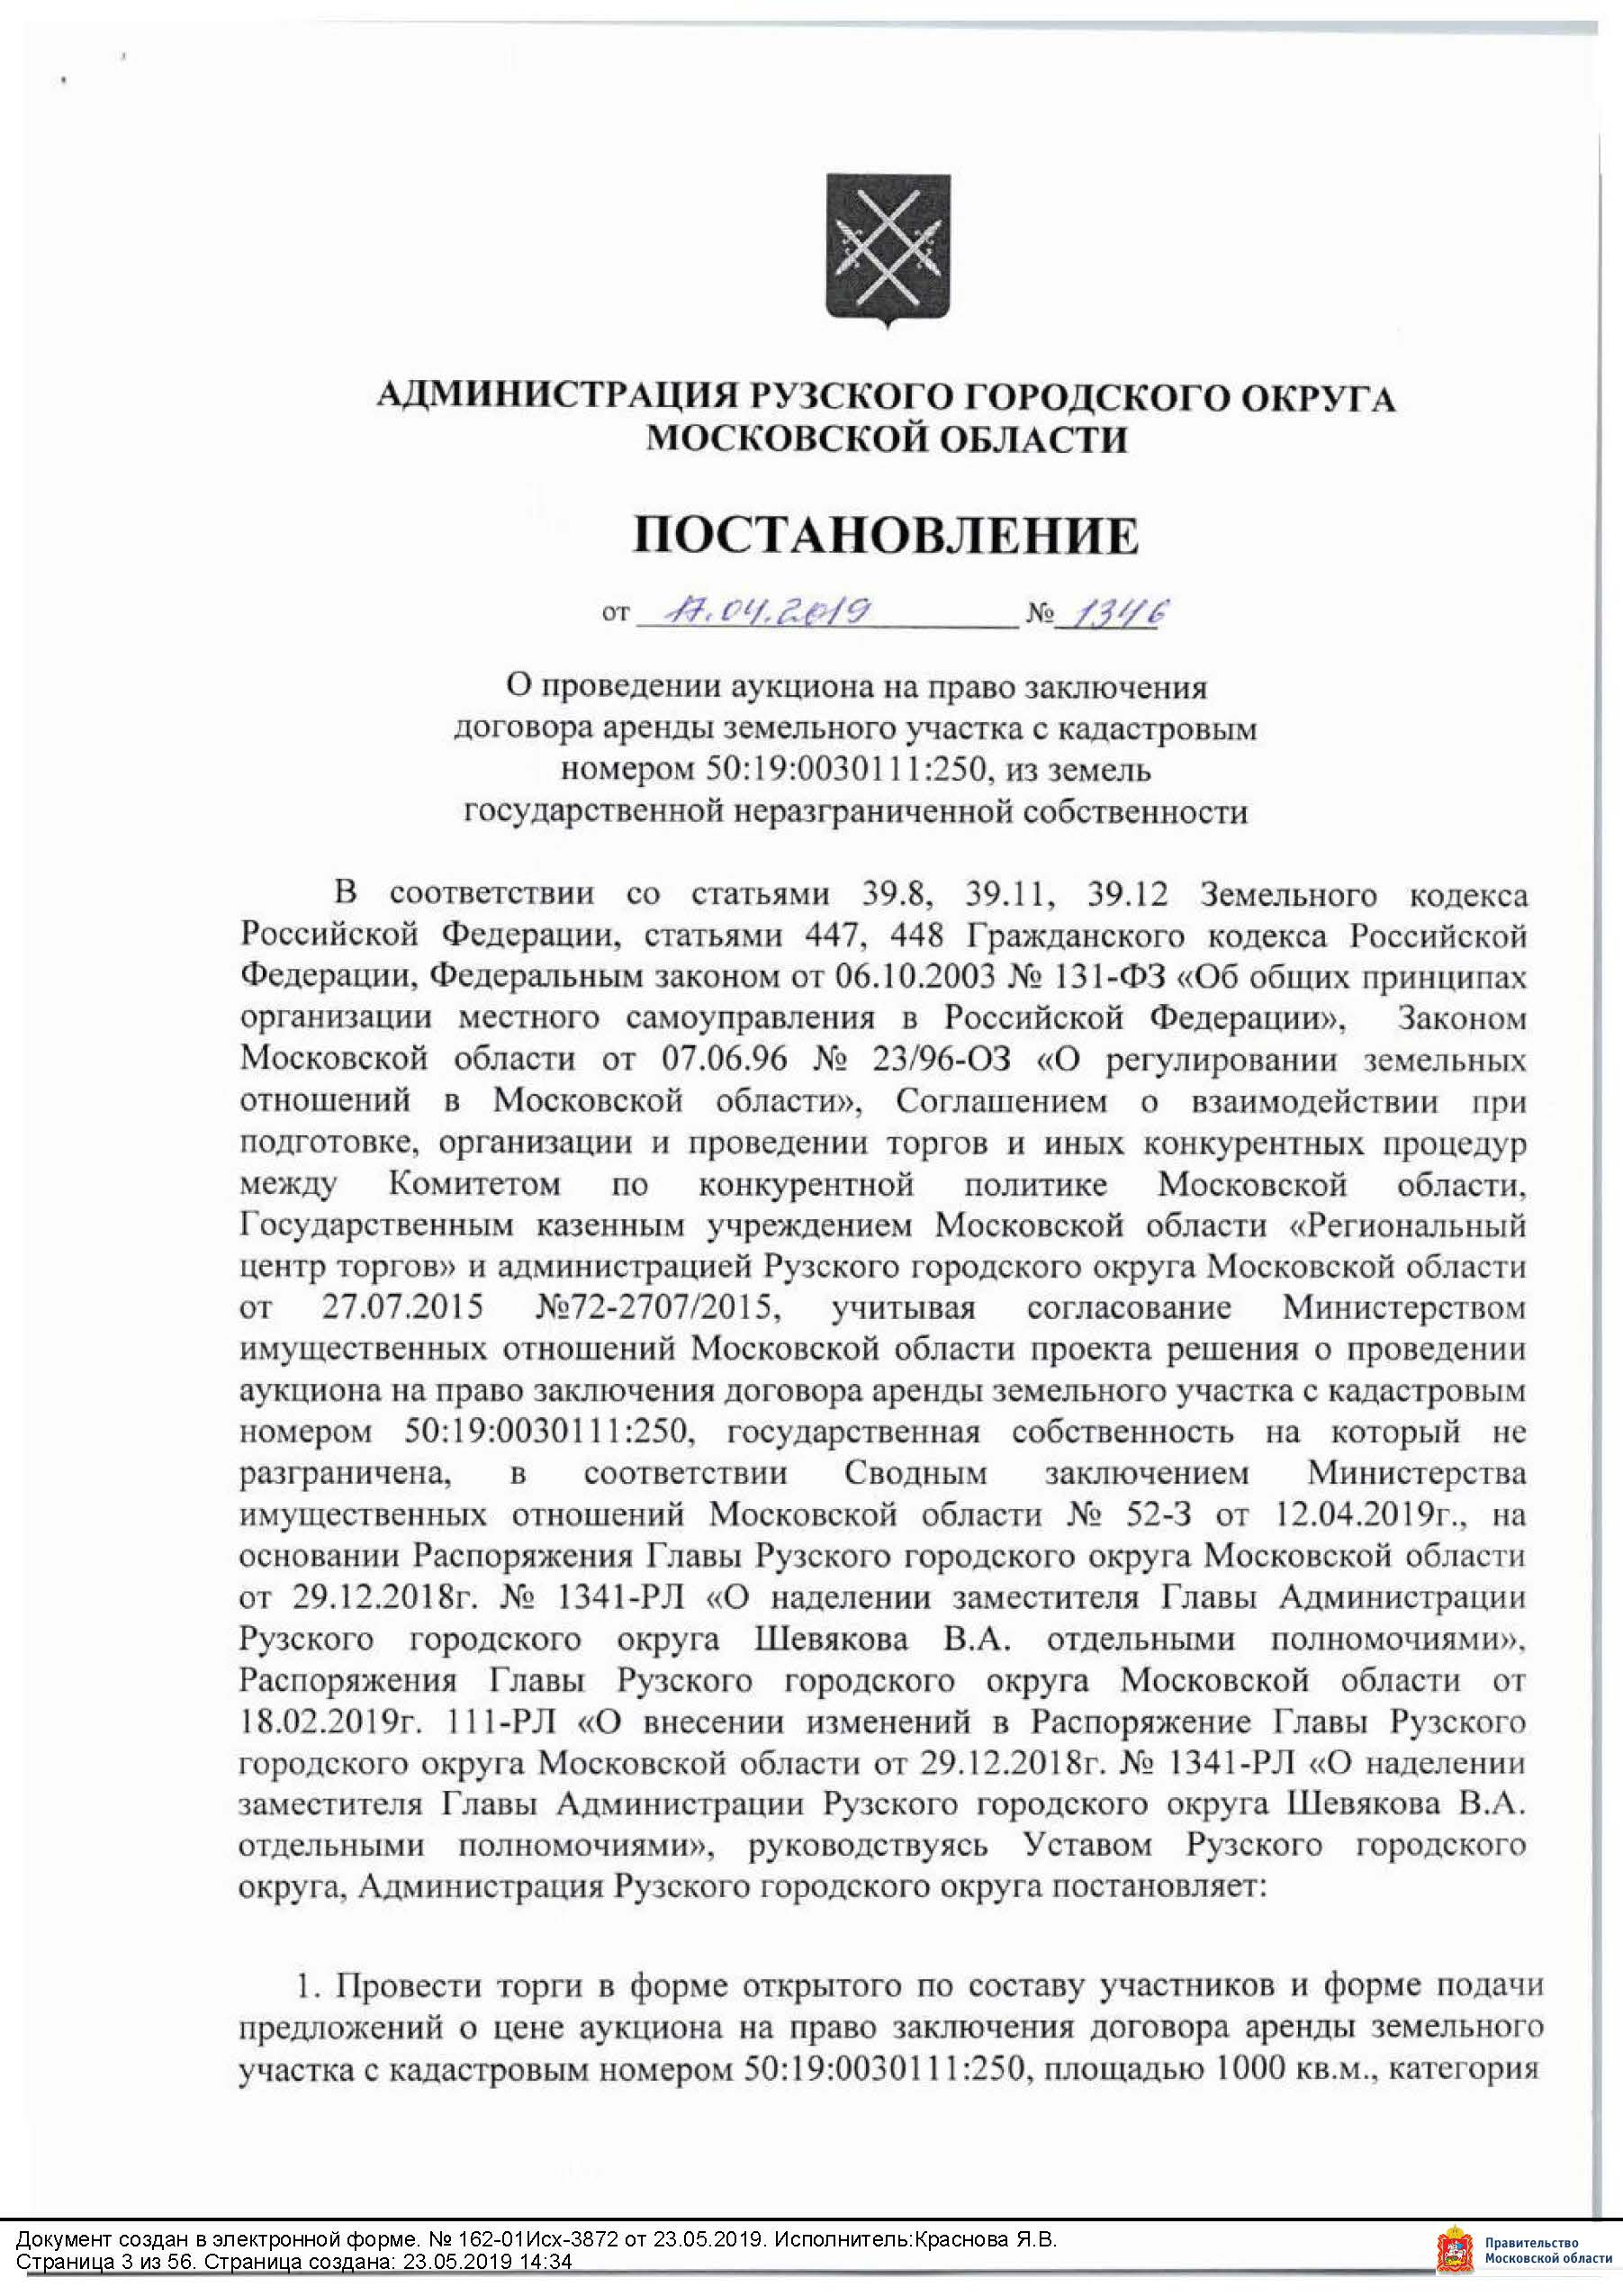 АДМИНИСТРАЦИЯ РУЗСКОГО ГОРОДСКОГО ОКРУГА
МОСКОВСКОЙ ОБЛАСТИ
ПОСТАНОВЛЕНИЕ
от 17.04.2019 № 1346
О проведении аукциона на право заключения
договора аренды земельного участка с кадастровым
номером 50:19:0030111:250, из земель
государственной неразграниченной собственности
В соответствии со статьями 39.8, 39.11, 39.12 Земельного кодекса
Российской Федерации, статьями 447, 448 Гражданского кодекса Российской
Федерации, Федеральным законом от 06.10.2003 № 131-ФЗ «Об общих принципах
организации местного самоуправления в Российской Федерации», Законом
Московской области от 07.06.96 № 23/96-ОЗ «О регулировании земельных
отношений в Московской области», Соглашением о взаимодействии при
подготовке, организации и проведении торгов и иных конкурентных процедур
между Комитетом по конкурентной политике Московской области,
Государственным казенным учреждением Московской области «Региональный
центр торгов» и администрацией Рузского городского округа Московской области
от 27.07.2015 №72-2707/2015, учитывая согласование Министерством
имущественных отношений Московской области проекта решения о проведении
аукциона на право заключения договора аренды земельного участка с кадастровым
номером 50:19:0030111:250, государственная собственность на который не
разграничена, в соответствии Сводным заключением Министерства
имущественных отношений Московской области № 52-З от 12.04.2019г., на
основании Распоряжения Главы Рузского городского округа Московской области
от 29.12.2018г. № 1341-РЛ «О наделении заместителя Главы Администрации
Рузского городского округа Шевякова В.А. отдельными полномочиями»,
Распоряжения Главы Рузского городского округа Московской области от
18.02.2019г. 111-РЛ «О внесении изменений в Распоряжение Главы Рузского
городского округа Московской области от 29.12.2018г. № 1341-РЛ «О наделении
заместителя Главы Администрации Рузского городского округа Шевякова В.А.
отдельными полномочиями», руководствуясь Уставом Рузского городского
округа, Администрация Рузского городского округа постановляет:
1. Провести торги в форме открытого по составу участников и форме подачи
предложений о цене аукциона на право заключения договора аренды земельного
участка с кадастровым номером 50:19:0030111:250, площадью 1000 кв.м., категория
Документ создан в электронной форме. № 162-01Исх-3872 от 23.05.2019. Исполнитель:Краснова Я.В.
Страница 3 из 56. Страница создана: 23.05.2019 14:34
Правительство
Московской области